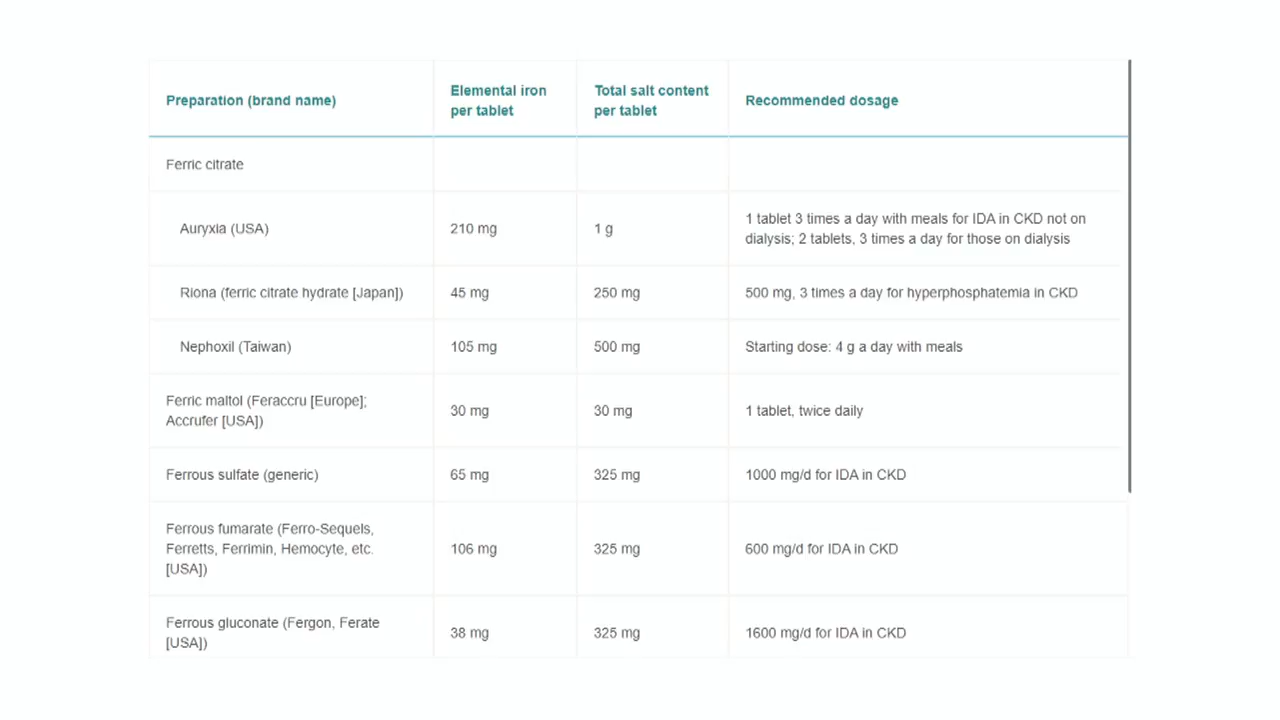 Preparation (brand name)
Elemental iron
per tablet
Total salt content
per tablet
Recommended dosage
Ferric citrate
Auryxia (USA)
210 mg
1 g
1 tablet 3 times a day with meals for IDA in CKD not on
dialysis; 2 tablets, 3 times a day for those on dialysis
Riona (ferric citrate hydrate [Japan])
45 mg
250 mg
500 mg, 3 times a day for hyperphosphatemia in CKD
Nephoxil (Taiwan)
105 mg
500 mg
Starting dose: 4 g a day with meals
Ferric maltol (Feraccru [Europe];
Accrufer [USA])
30 mg
30 mg
1 tablet, twice daily
Ferrous sulfate (generic)
65 mg
325 mg
1000 mg/d for IDA in CKD
Ferrous fumarate (Ferro-Sequels,
Ferretts, Ferrimin, Hemocyte, etc.
[USA])
106 mg
325 mg
600 mg/d for IDA in CKD
Ferrous gluconate (Fergon, Ferate
[USA])
38 mg
325 mg
1600 mg/d for IDA in CKD